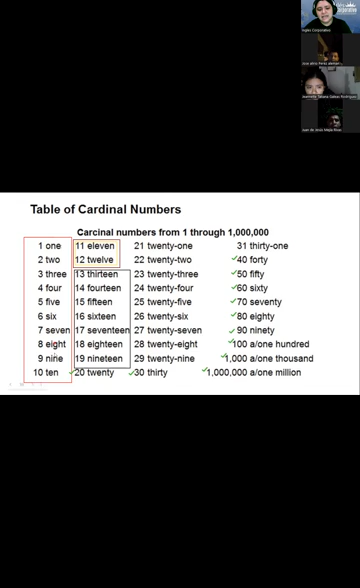 Inglés Corporativo
Table of Cardinal Numbers
Carcinal numbers from 1 through 1,000,000
1 one 11 eleven 21 twenty-one 31 thirty-one
2 two 12 twelve 22 twenty-two 40 forty
3 three 13 thirteen 23 twenty-three 50 fifty
4 four 14 fourteen 24 twenty-four 60 sixty
5 five 15 fifteen 25 twenty-five 70 seventy
6 six 16 sixteen 26 twenty-six 80 eighty
7 seven 17 seventeen 27 twenty-seven 90 ninety
8 eight 18 eighteen 28 twenty-eight 100 a/one hundred
9 nine 19 nineteen 29 twenty-nine 1,000 a/one thousand
10 ten 20 twenty 30 thirty 1,000,000 a/one million